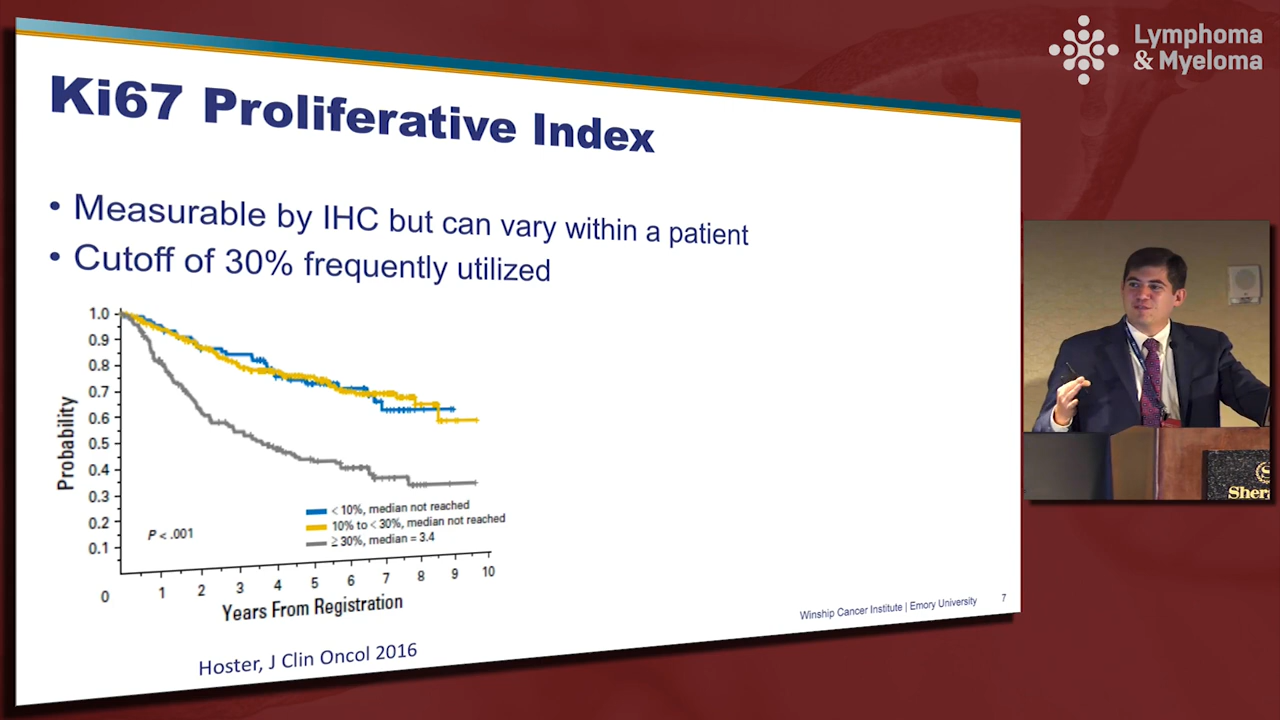 Lymphoma
& Myeloma
Ki67 Proliferative Index
• Measurable by IHC but can vary within a patient
• Cutoff of 30% frequently utilized
Probability
1.0
0.9
0.8
0.7
0.6
0.5
0.4
0.3
0.2
0.1
0
P < .001
< 10%, median not reached
10% to < 30%, median not reached
≥ 30%, median = 3.4
1 2 3 4 5 6 7 8 9 10
Years From Registration
Hoster, J Clin Oncol 2016
Winship Cancer Institute | Emory University
7